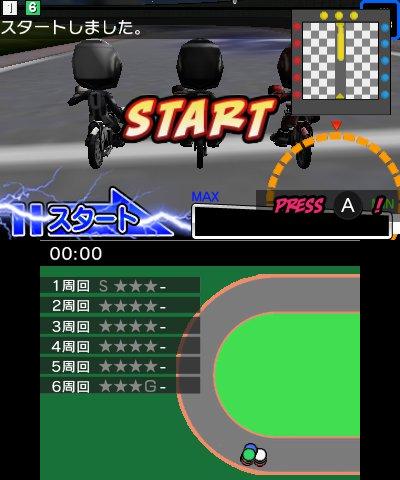 J 6
スタートしました。
START
スタート
MAX
PRESS A !
MIN
00:00
1周回 S ★★★-
2周回 ★★★★-
3周回 ★★★★-
4周回 ★★★★-
5周回 ★★★★-
6周回 ★★★G-